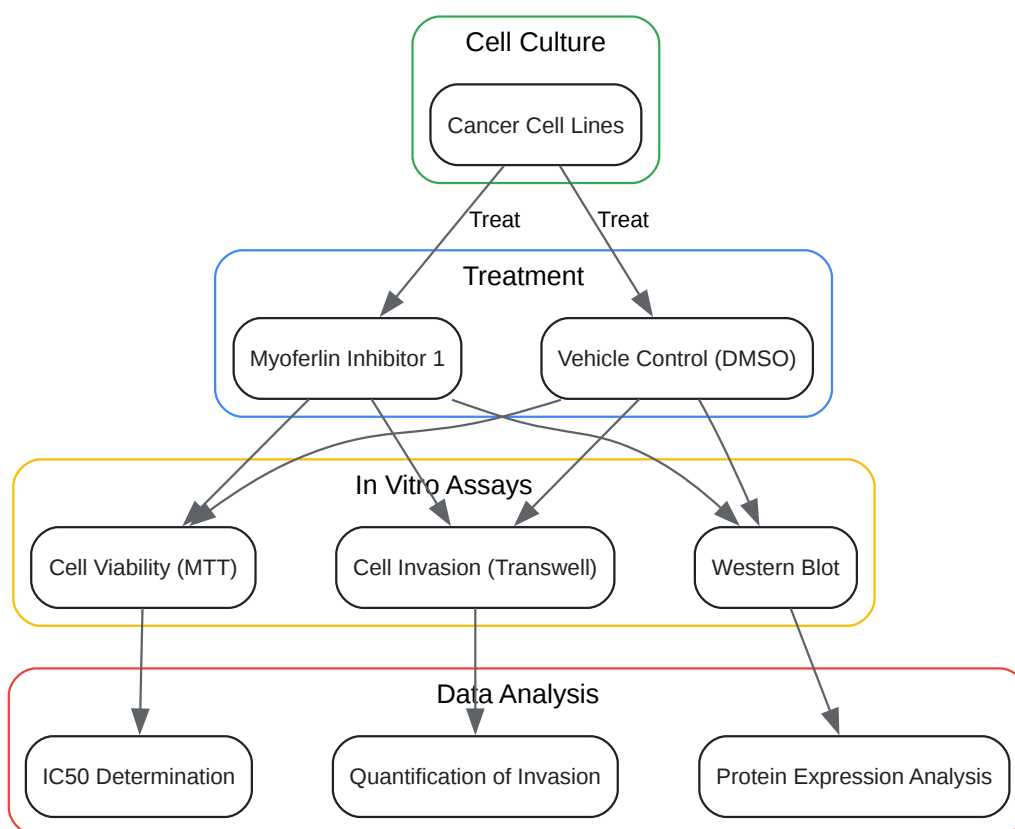 Cell Culture
Cancer Cell Lines
Treat
Treat
Treatment
Myoferlin Inhibitor 1
Vehicle Control (DMSO)
In Vitro Assays
Cell Viability (MTT)
Cell Invasion (Transwell)
Western Blot
Data Analysis
IC50 Determination
Quantification of Invasion
Protein Expression Analysis